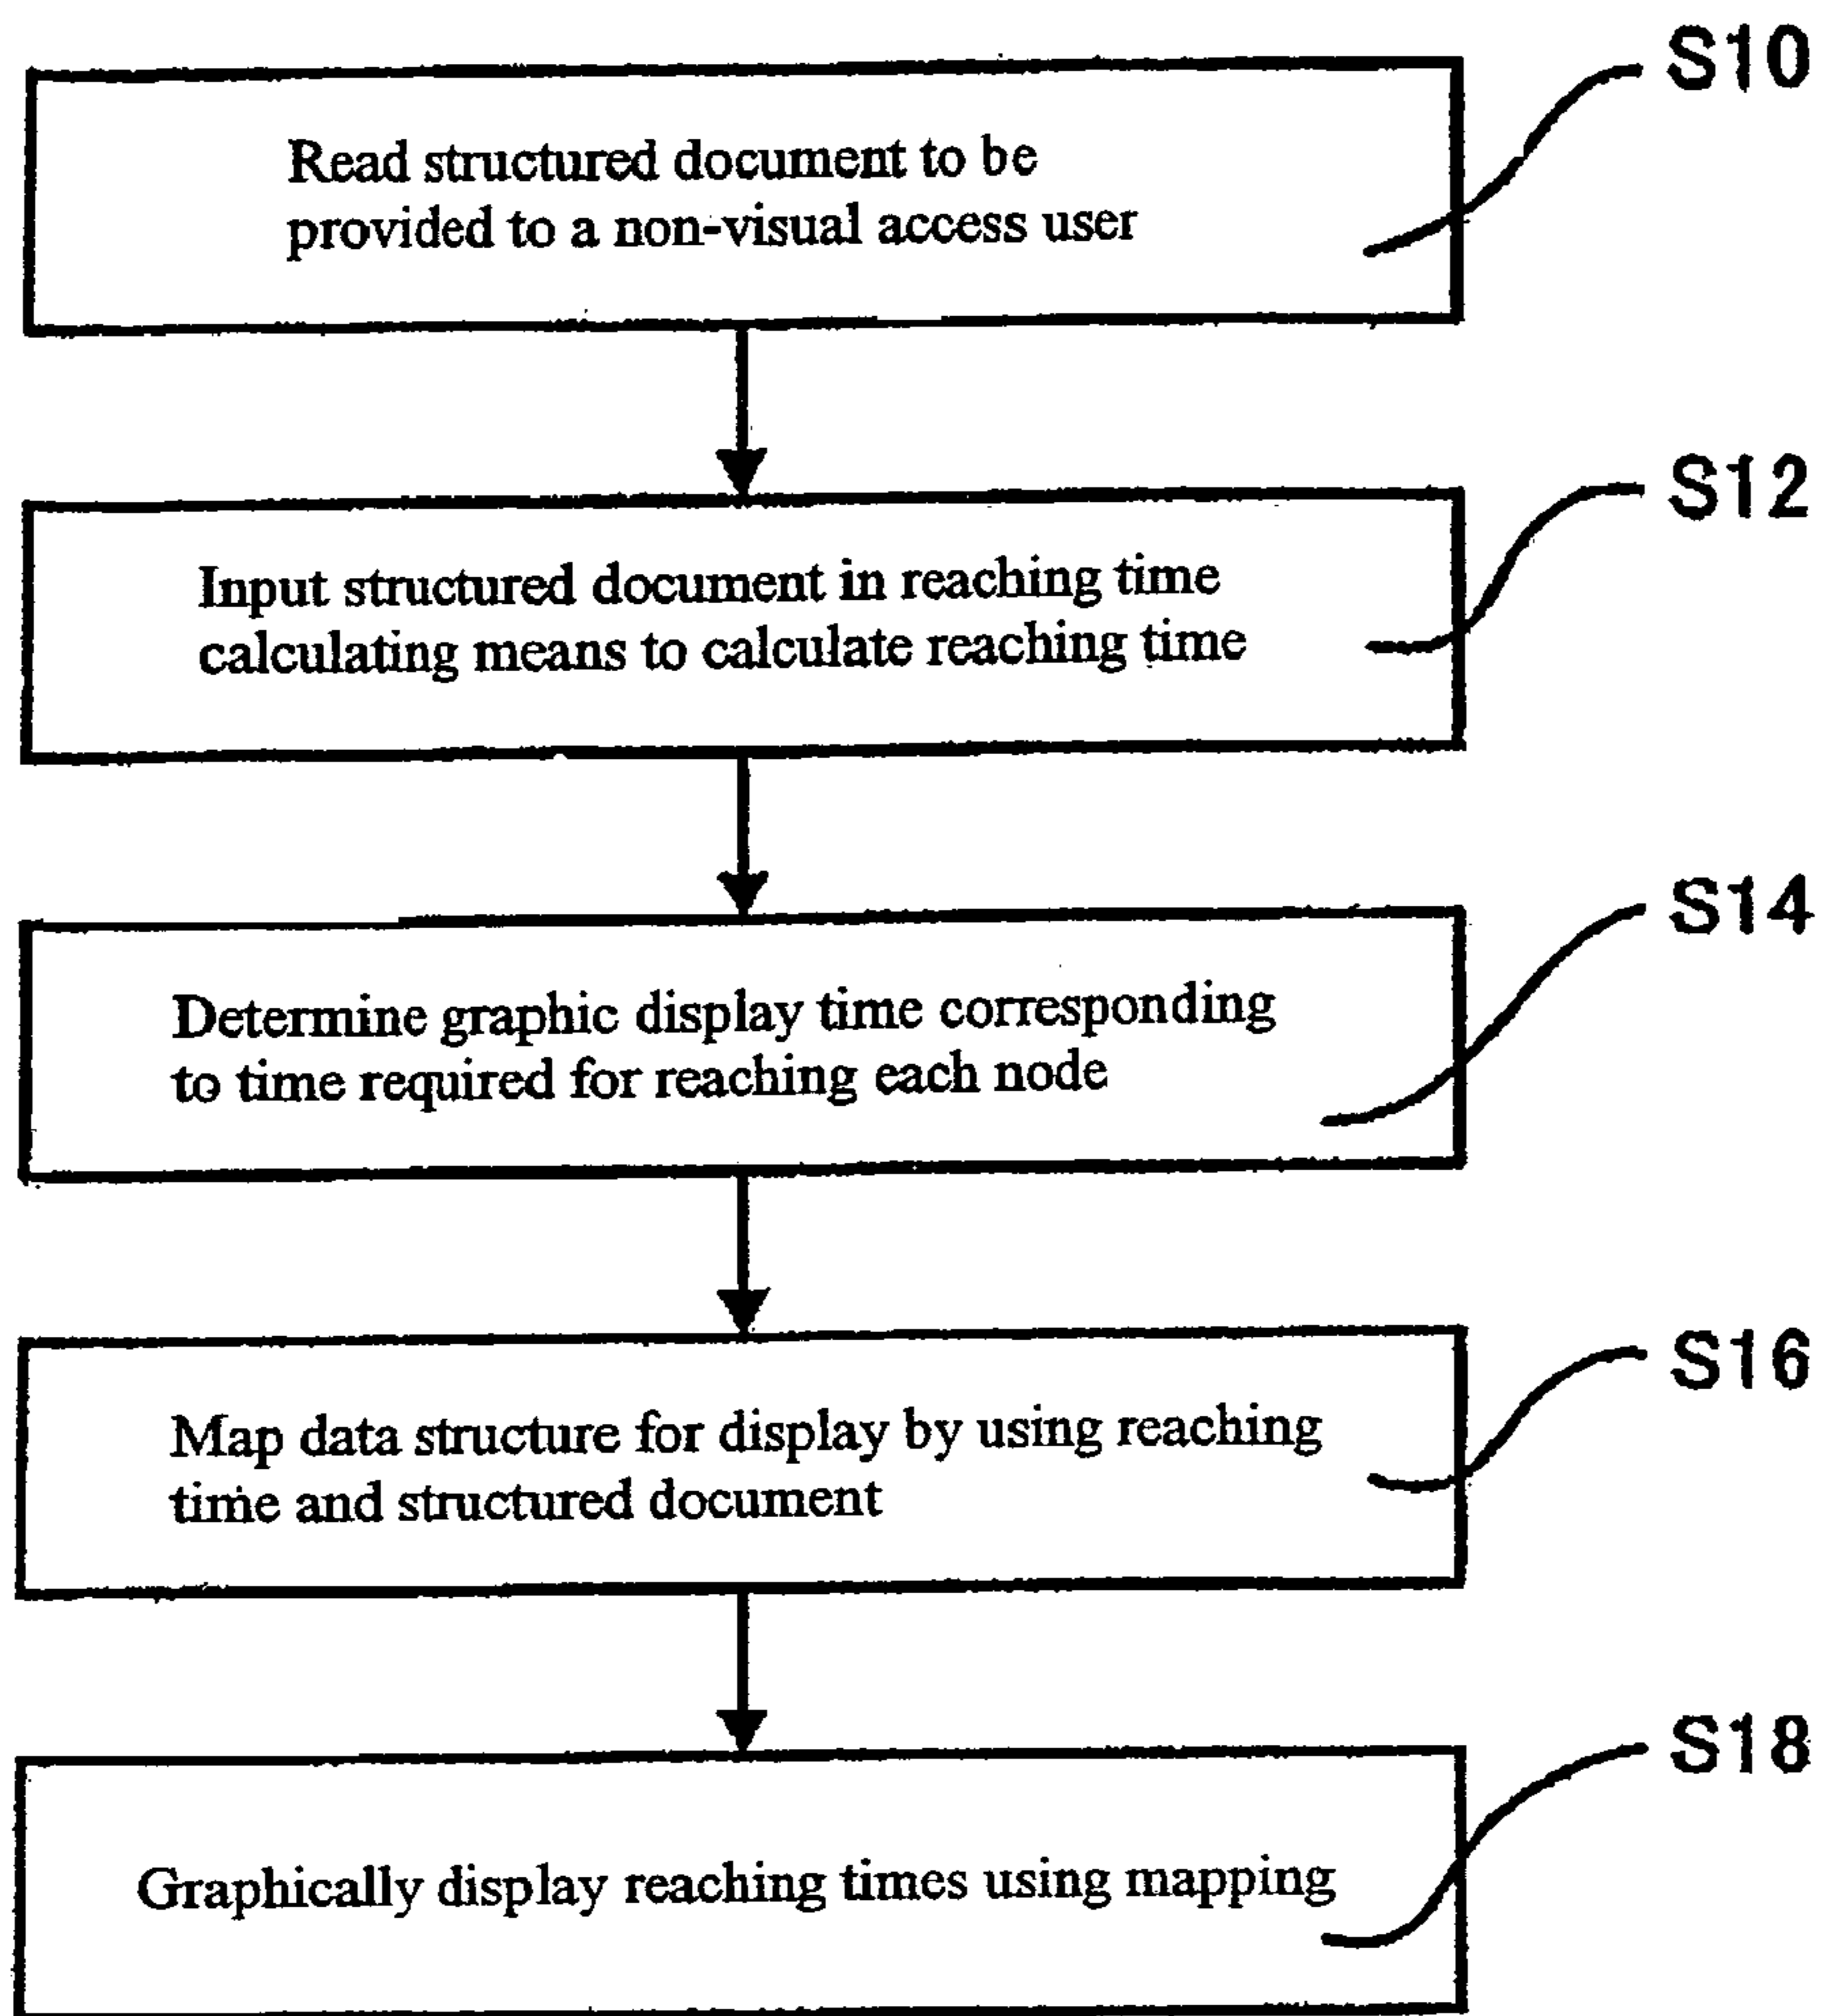 S10
Read structured document to be
provided to a non-visual access user
S12
Input structured document in reaching time
calculating means to calculate reaching time
S14
Determine graphic display time corresponding
to time required for reaching each node
S16
Map data structure for display by using reaching
time and structured document
S18
Graphically display reaching times using mapping